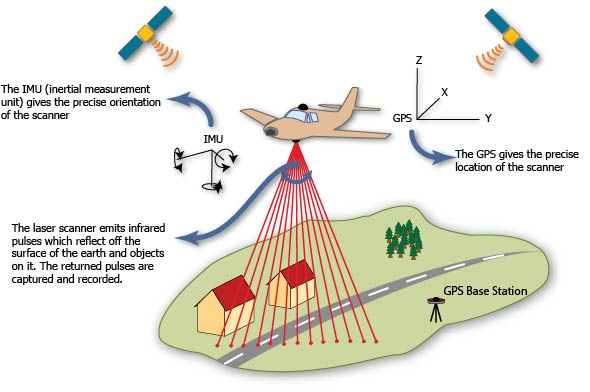 The IMU (inertial measurement
unit) gives the precise orientation
of the scanner
IMU
Z
X
GPS
Y
The GPS gives the precise
location of the scanner
The laser scanner emits infrared
pulses which reflect off the
surface of the earth and objects
on it. The returned pulses are
captured and recorded.
GPS Base Station